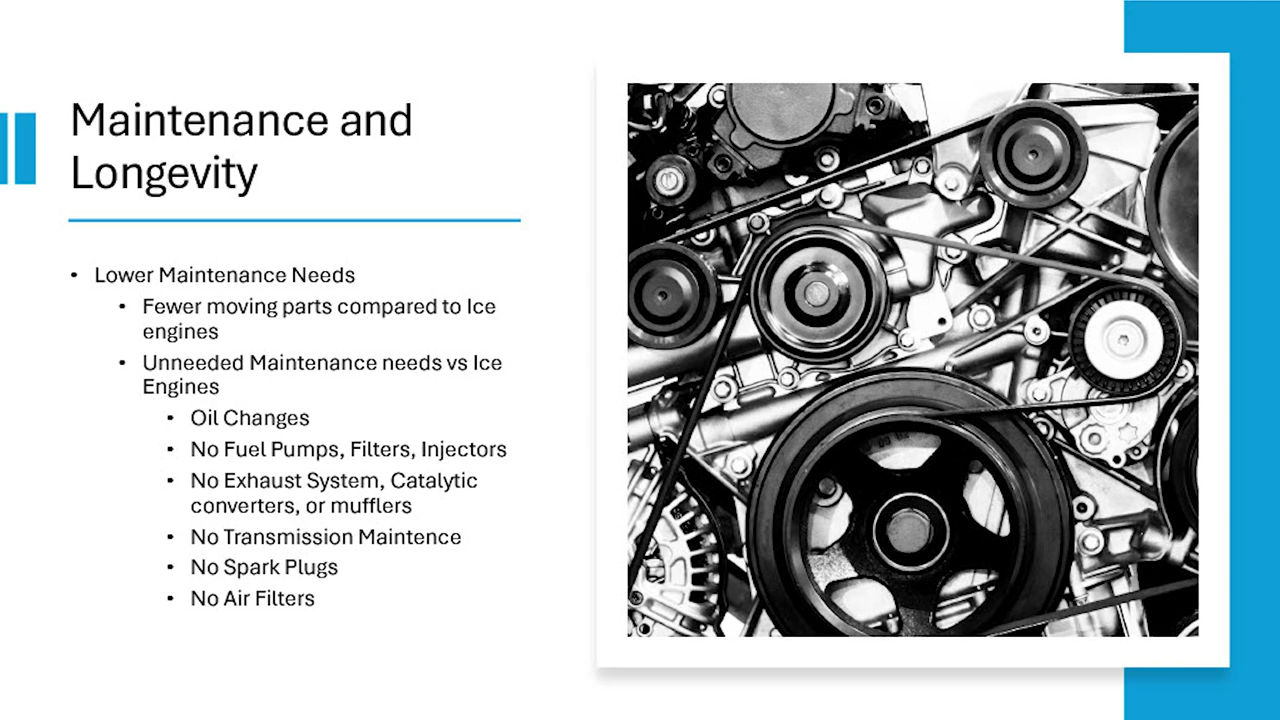 Maintenance and
Longevity
• Lower Maintenance Needs
• Fewer moving parts compared to Ice
engines
• Unneeded Maintenance needs vs Ice
Engines
• Oil Changes
• No Fuel Pumps, Filters, Injectors
• No Exhaust System, Catalytic
converters, or mufflers
• No Transmission Maintence
• No Spark Plugs
• No Air Filters